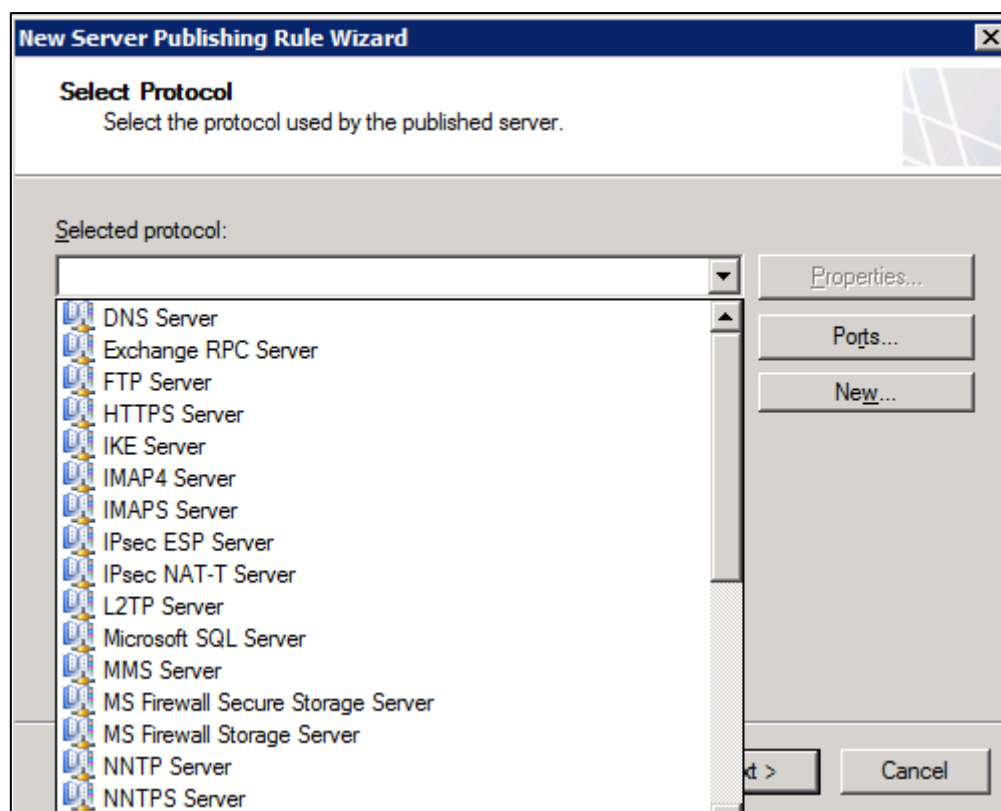 New Server Publishing Rule Wizard
Select Protocol
Select the protocol used by the published server.
Selected protocol:
Properties...
DNS Server
Exchange RPC Server
Ports...
FTP Server
HTTPS Server
New...
IKE Server
IMAP4 Server
IMAPS Server
IPsec ESP Server
IPsec NAT-T Server
L2TP Server
Microsoft SQL Server
MMS Server
MS Firewall Secure Storage Server
MS Firewall Storage Server
NNTP Server
xt >
Cancel
NNTPS Server